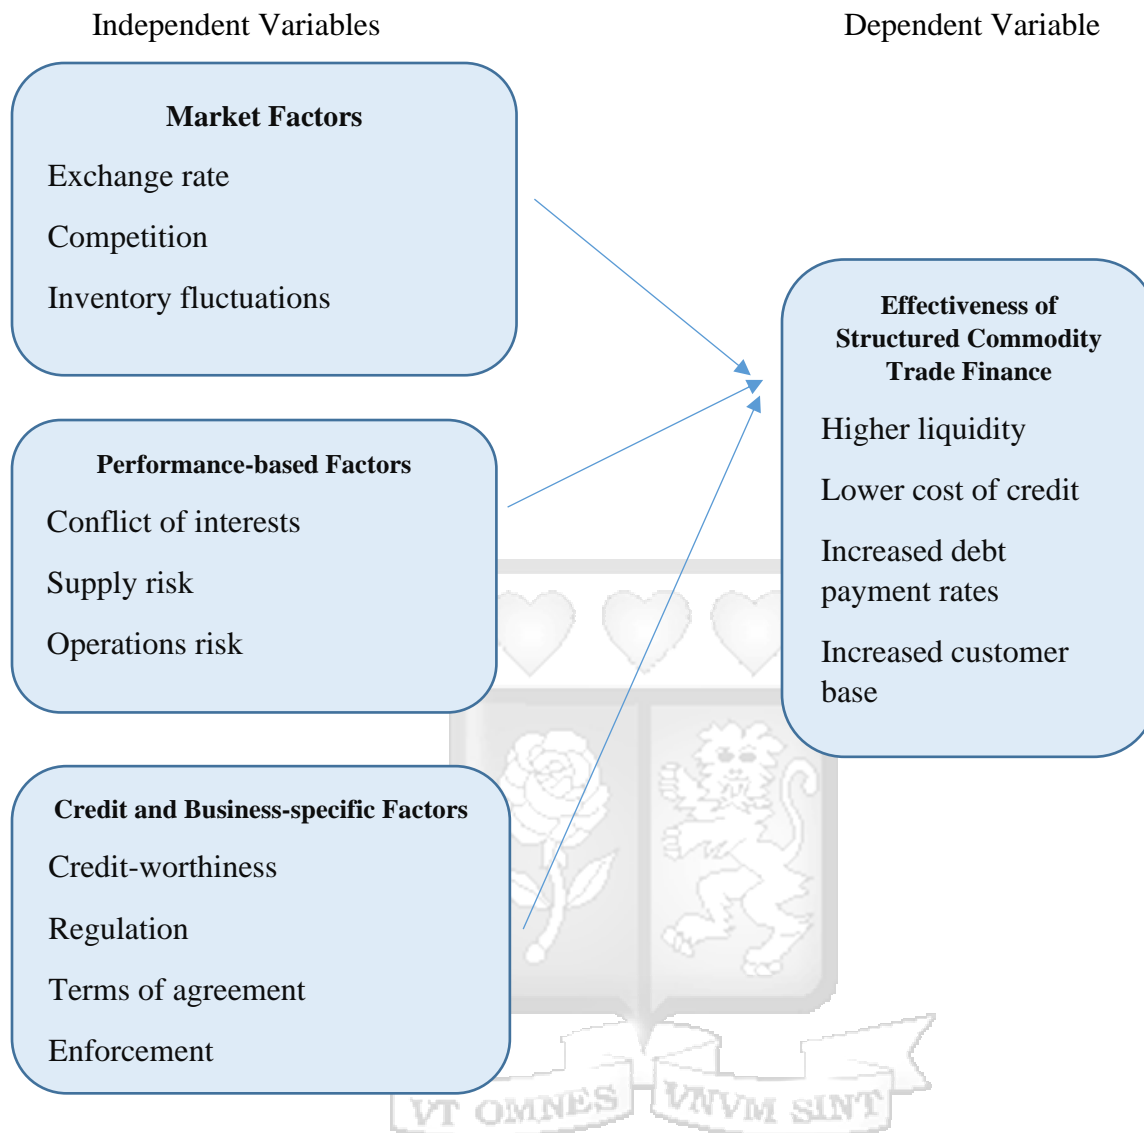 Independent Variables
Dependent Variable
Market Factors
Exchange rate
Competition
Inventory fluctuations
Performance-based Factors
Conflict of interests
Supply risk
Operations risk
Credit and Business-specific Factors
Credit-worthiness
Regulation
Terms of agreement
Enforcement
Effectiveness of
Structured Commodity
Trade Finance
Higher liquidity
Lower cost of credit
Increased debt
payment rates
Increased customer
base
VT OMNES VNVM SINT